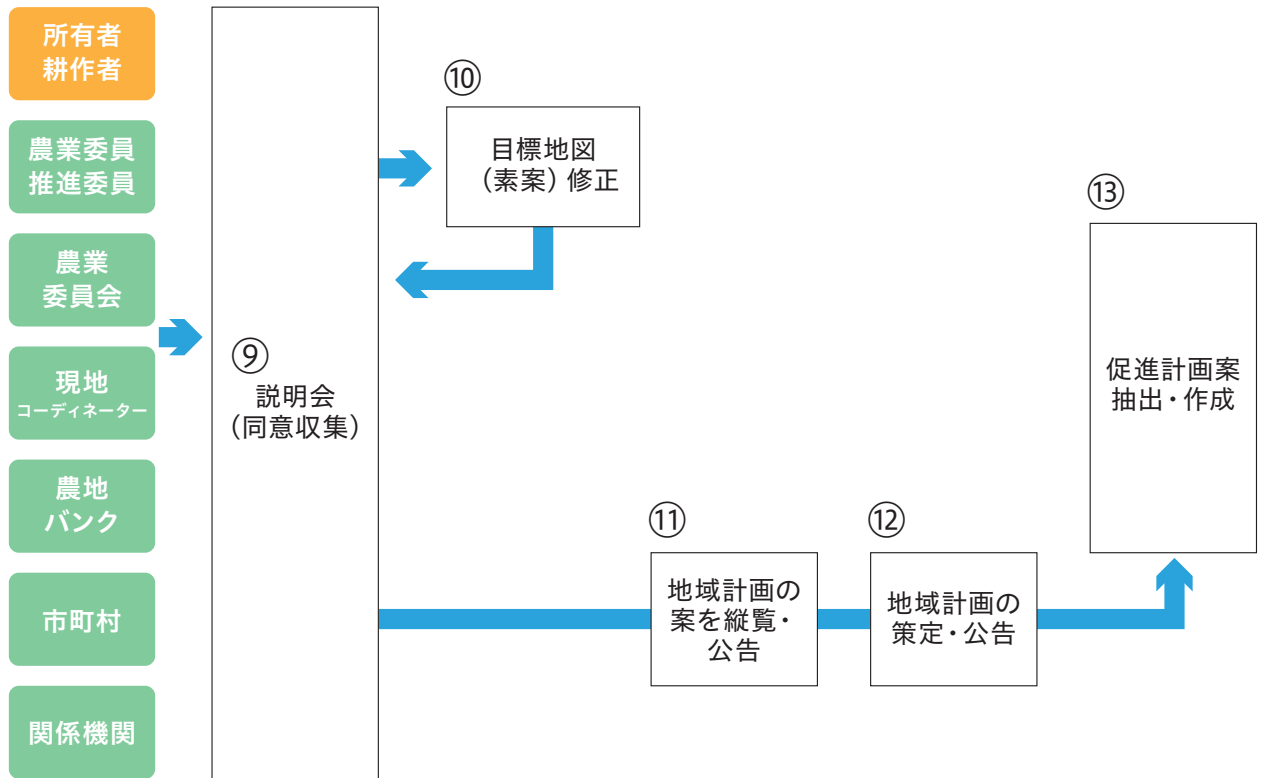 所有者
耕作者
農業委員
推進委員
農業
委員会
現地
コーディネーター
農地
バンク
市町村
関係機関
⑨
説明会
(同意収集)
⑩
目標地図
(素案)修正
⑪
地域計画の
案を縦覧・
公告
⑫
地域計画の
策定・公告
⑬
促進計画案
抽出・作成